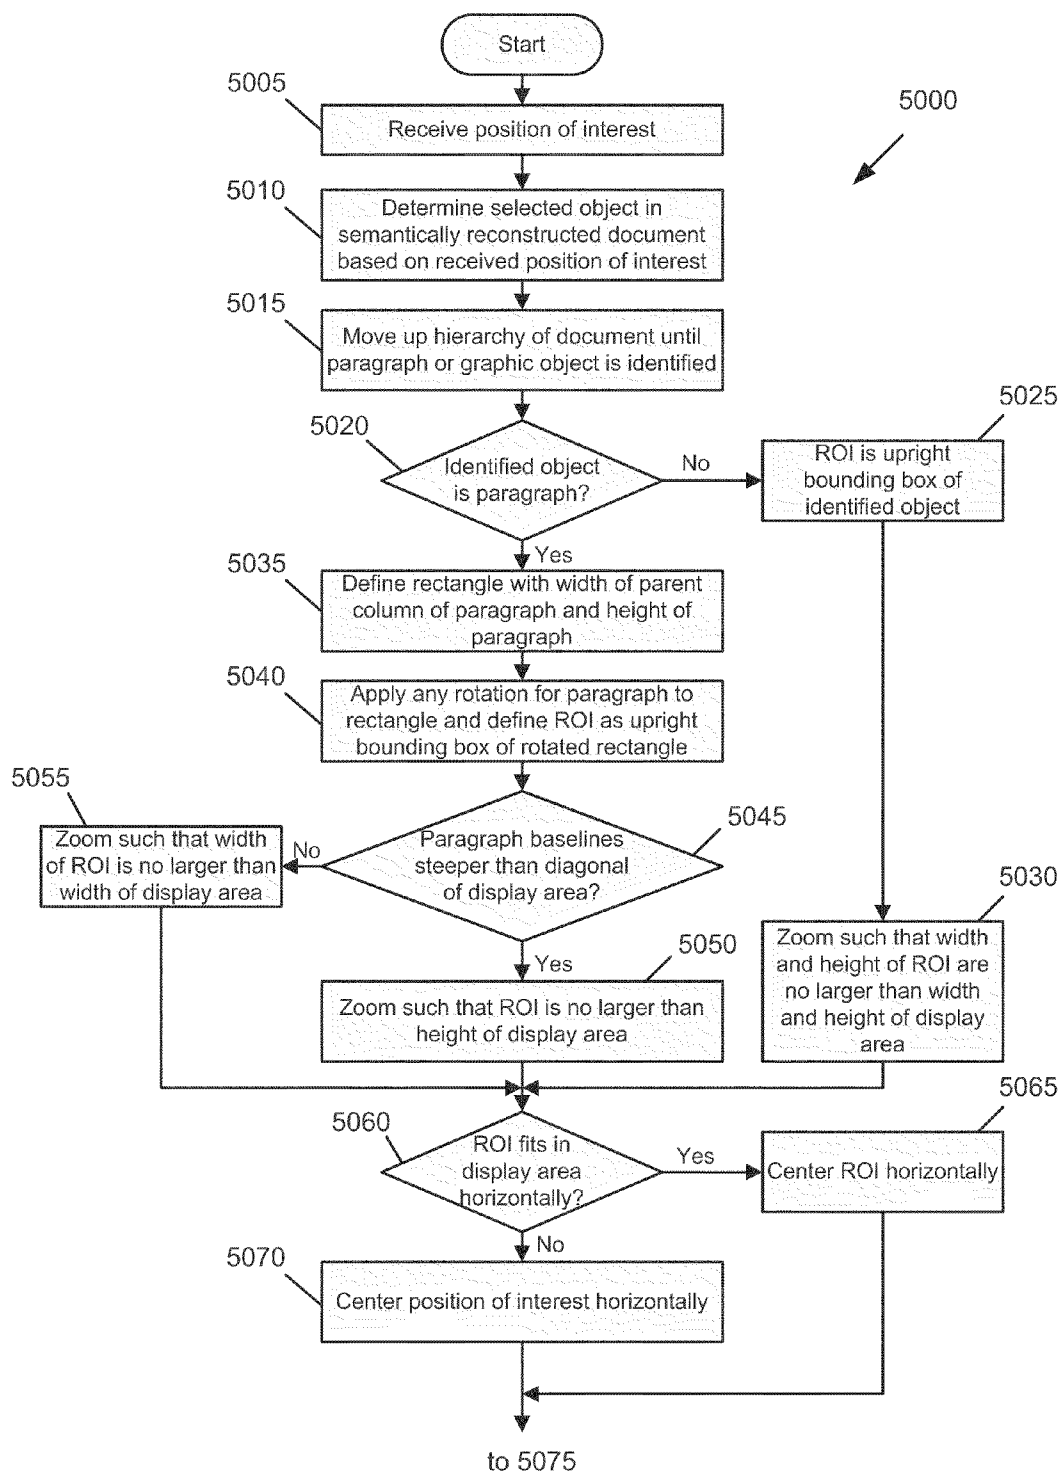 Start
5005
5000
Receive position of interest
5010
Determine selected object in
semantically reconstructed document
based on received position of interest
5015
Move up hierarchy of document until
paragraph or graphic object is identified
5020
Identified object
is paragraph?
No
5025
ROI is upright
bounding box of
identified object
Yes
5035
Define rectangle with width of parent
column of paragraph and height of
paragraph
5040
Apply any rotation for paragraph to
rectangle and define ROI as upright
bounding box of rotated rectangle
5055
Zoom such that width
of ROI is no larger than
width of display area
No
Paragraph baselines
steeper than diagonal
of display area?
5045
5030
Zoom such that width
and height of ROI are
no larger than width
and height of display
area
Yes
5050
Zoom such that ROI is no larger than
height of display area
5060
ROI fits in
display area
horizontally?
Yes
5065
Center ROI horizontally
No
5070
Center position of interest horizontally
to 5075